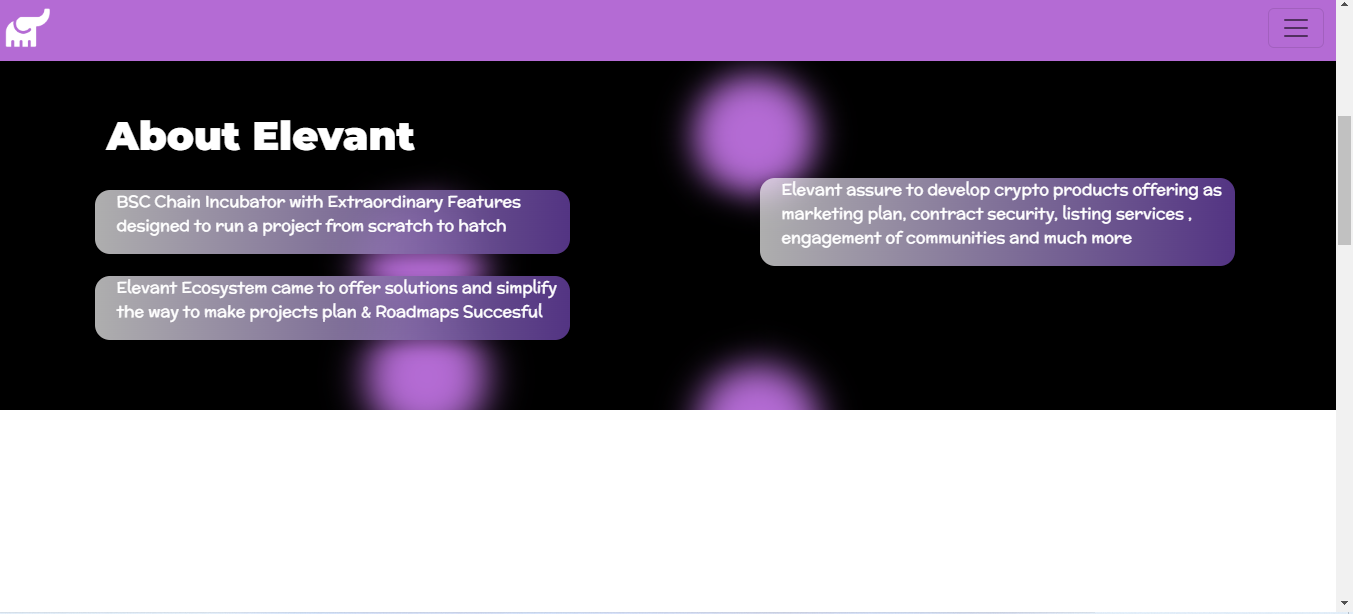 About Elevant
BSC Chain Incubator with Extraordinary Features
designed to run a project from scratch to hatch
Elevant Ecosystem came to offer solutions and simplify
the way to make projects plan & Roadmaps Succesful
Elevant assure to develop crypto products offering as
marketing plan, contract security, listing services ,
engagement of communities and much more